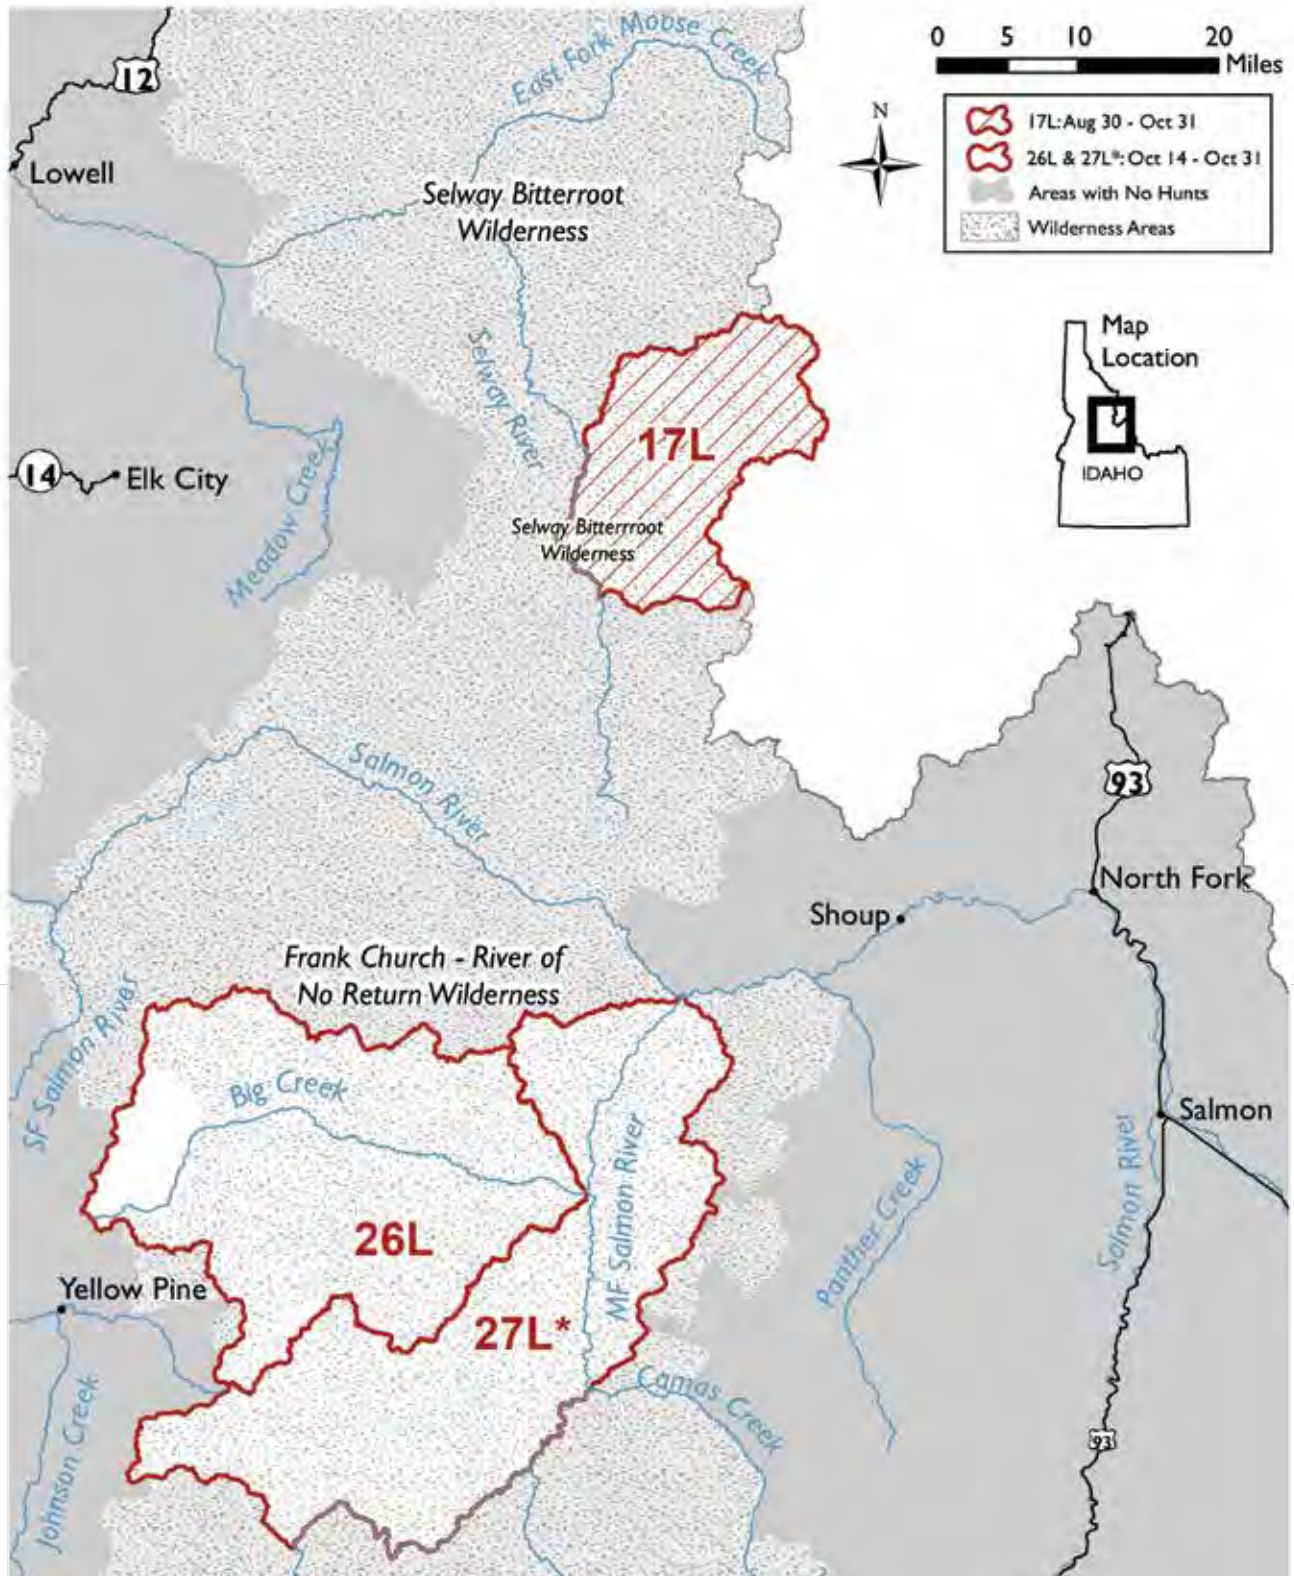 East Fork Moose Creek
0 5 10 20
Miles
12
N
17L: Aug 30 - Oct 31
26L & 27L*: Oct 14 - Oct 31
Areas with No Hunts
Wilderness Areas
Lowell
Selway Bitterroot
Wilderness
Map
Location
IDAHO
Selway River
17L
14
Elk City
Meadow Creek
Selway Bitterrroot
Wilderness
Salmon River
93
North Fork
Shoup
Frank Church - River of
No Return Wilderness
SF Salmon River
Big Creek
MF Salmon River
Salmon
Salmon River
Panther Creek
26L
Yellow Pine
27L*
Camas Creek
Johnson Creek
93